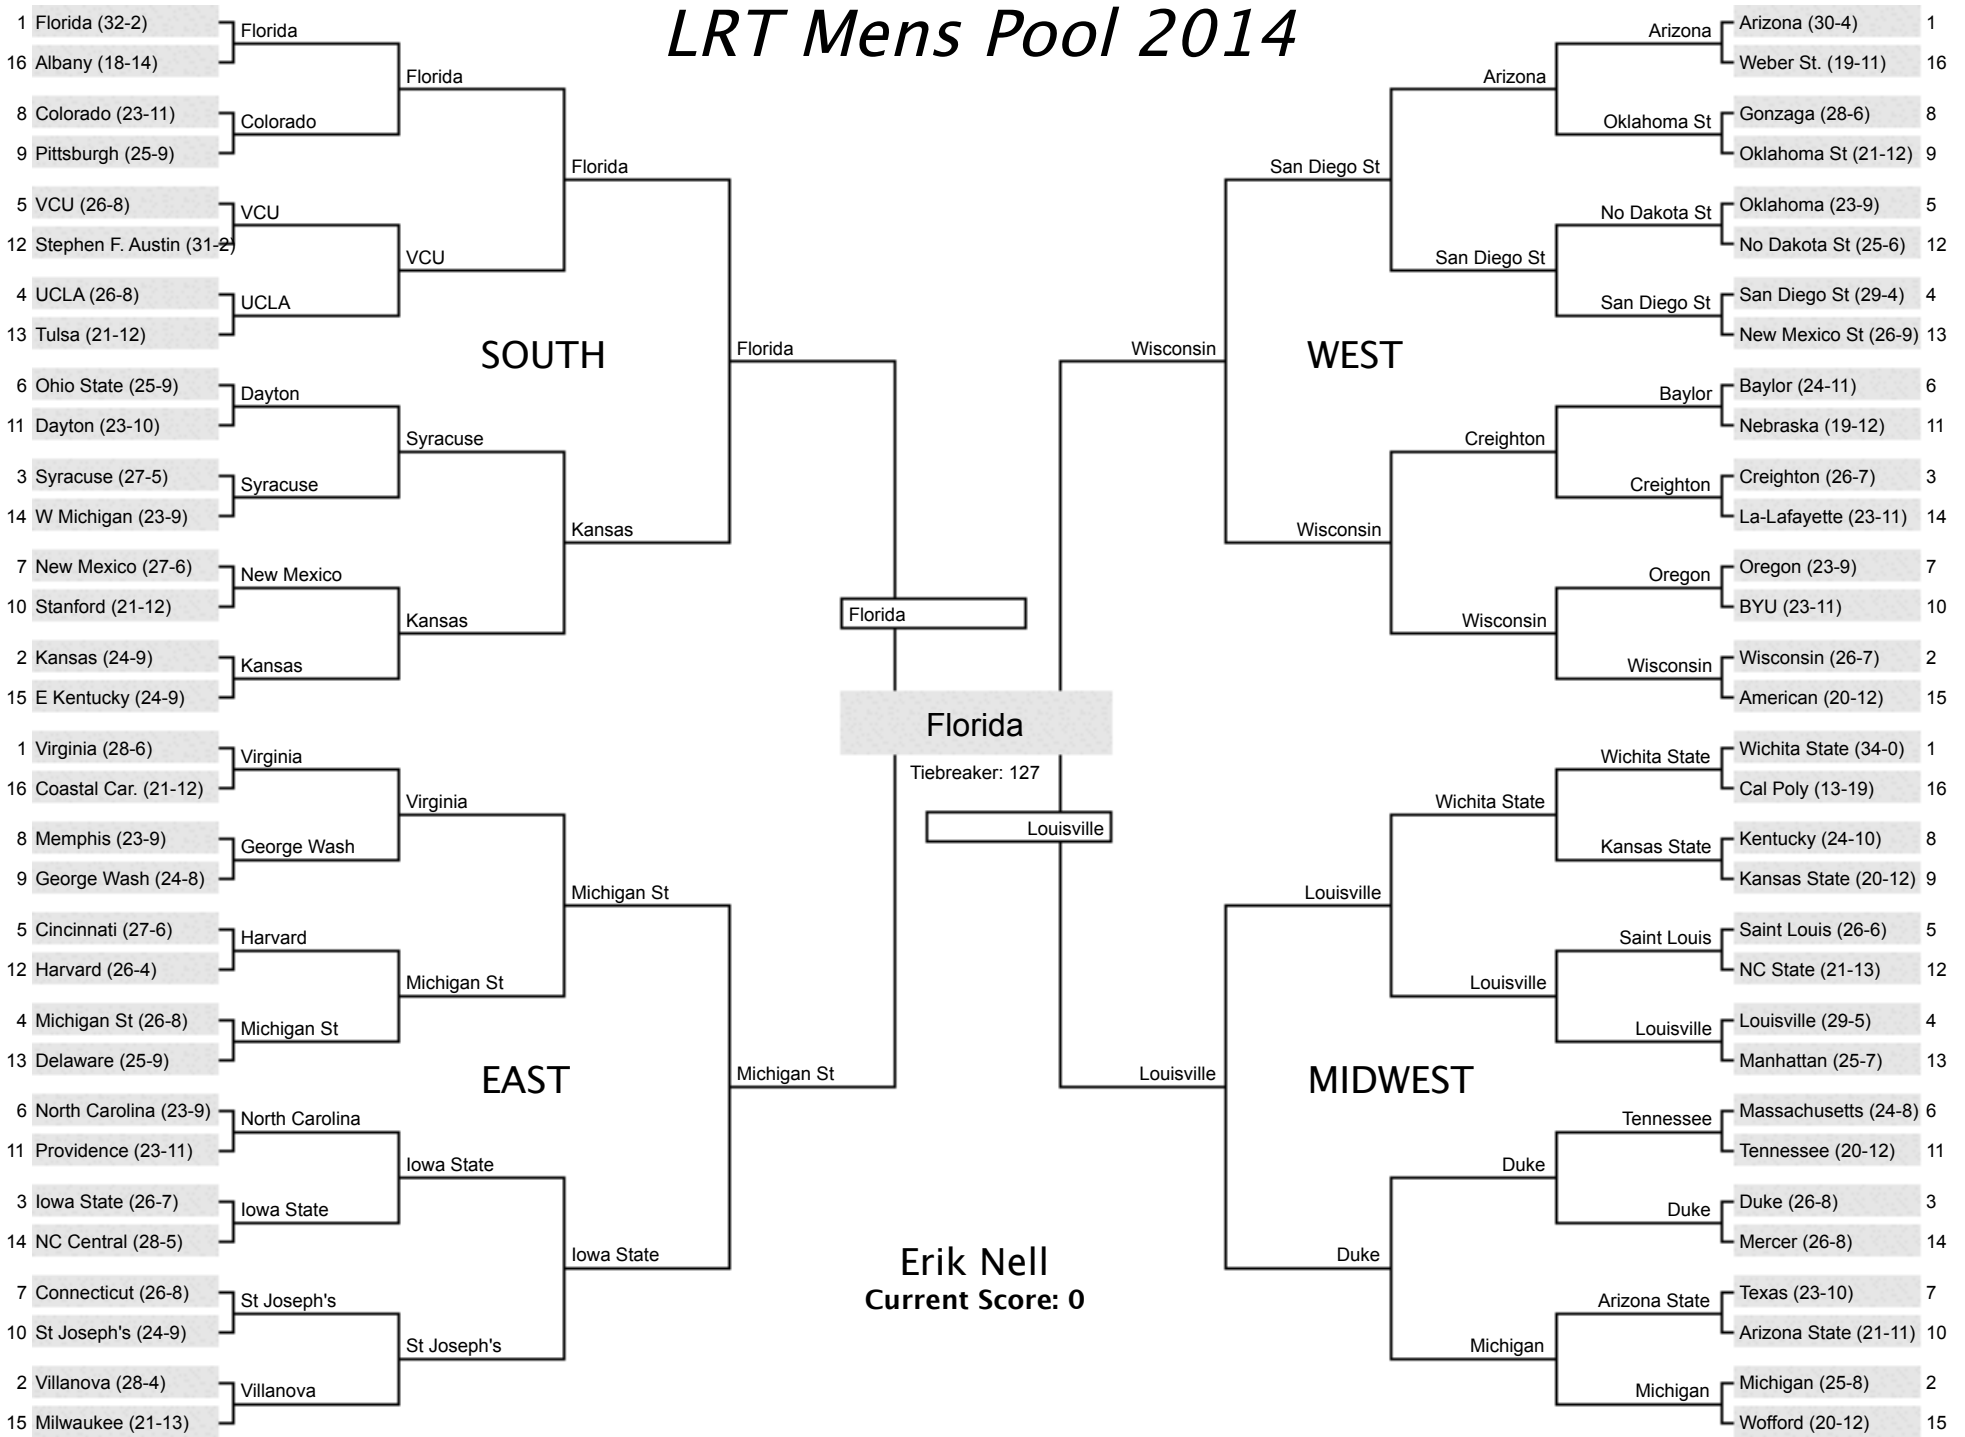 LRT Mens Pool 2014
1 Florida (32-2)
Florida
16 Albany (18-14)
Florida
8 Colorado (23-11)
Colorado
9 Pittsburgh (25-9)
Florida
5 VCU (26-8)
VCU
12 Stephen F. Austin (31-2)
VCU
4 UCLA (26-8)
UCLA
13 Tulsa (21-12)
SOUTH
Florida
6 Ohio State (25-9)
Dayton
11 Dayton (23-10)
Syracuse
3 Syracuse (27-5)
Syracuse
14 W Michigan (23-9)
Kansas
7 New Mexico (27-6)
New Mexico
10 Stanford (21-12)
Kansas
2 Kansas (24-9)
Kansas
15 E Kentucky (24-9)
1 Virginia (28-6)
Virginia
16 Coastal Car. (21-12)
Virginia
8 Memphis (23-9)
George Wash
9 George Wash (24-8)
Michigan St
5 Cincinnati (27-6)
Harvard
12 Harvard (26-4)
Michigan St
4 Michigan St (26-8)
Michigan St
13 Delaware (25-9)
EAST
Michigan St
6 North Carolina (23-9)
North Carolina
11 Providence (23-11)
Iowa State
3 Iowa State (26-7)
Iowa State
14 NC Central (28-5)
Iowa State
7 Connecticut (26-8)
St Joseph's
10 St Joseph's (24-9)
St Joseph's
2 Villanova (28-4)
Villanova
15 Milwaukee (21-13)
Florida
Florida
Tiebreaker: 127
Louisville
Erik Nell
Current Score: 0
Arizona (30-4) 1
Arizona
Weber St. (19-11) 16
Arizona
Gonzaga (28-6) 8
Oklahoma St
Oklahoma St (21-12) 9
San Diego St
Oklahoma (23-9) 5
No Dakota St
No Dakota St (25-6) 12
San Diego St
San Diego St (29-4) 4
San Diego St
New Mexico St (26-9) 13
Wisconsin
WEST
Baylor (24-11) 6
Baylor
Nebraska (19-12) 11
Creighton
Creighton (26-7) 3
Creighton
La-Lafayette (23-11) 14
Wisconsin
Oregon (23-9) 7
Oregon
BYU (23-11) 10
Wisconsin
Wisconsin (26-7) 2
Wisconsin
American (20-12) 15
Wichita State (34-0) 1
Wichita State
Cal Poly (13-19) 16
Wichita State
Kentucky (24-10) 8
Kansas State
Kansas State (20-12) 9
Louisville
Saint Louis (26-6) 5
Saint Louis
NC State (21-13) 12
Louisville
Louisville (29-5) 4
Louisville
Manhattan (25-7) 13
Louisville
MIDWEST
Massachusetts (24-8) 6
Tennessee
Tennessee (20-12) 11
Duke
Duke (26-8) 3
Duke
Mercer (26-8) 14
Duke
Texas (23-10) 7
Arizona State
Arizona State (21-11) 10
Michigan
Michigan (25-8) 2
Michigan
Wofford (20-12) 15